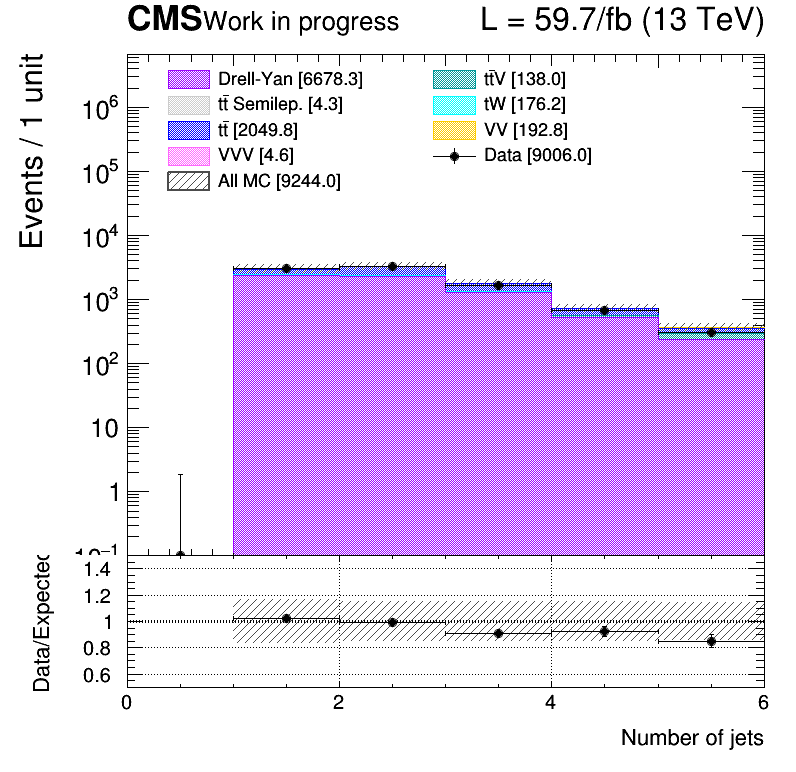 CMS Work in progress L = 59.7/fb (13 TeV)
Events / 1 unit
Drell-Yan [6678.3]
tt̄ Semilep. [4.3]
tt̄ [2049.8]
VVV [4.6]
All MC [9244.0]
tt̄V [138.0]
tW [176.2]
VV [192.8]
Data [9006.0]
10⁶
10⁵
10⁴
10³
10²
10
1
Data/Expected
1.4
1.2
1
0.8
0.6
0 2 4 6
Number of jets